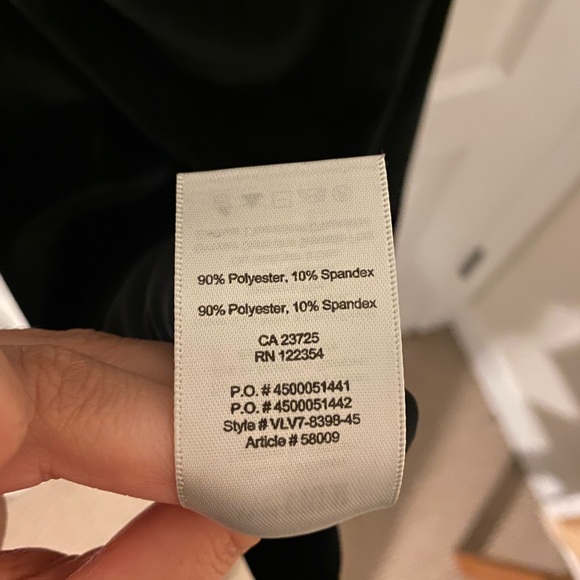 90% Polyester, 10% Spandex
90% Polyester, 10% Spandex
CA 23725
RN 122354
P.O. # 4500051441
P.O. # 4500051442
Style # VLV7-8398-45
Article # 58009